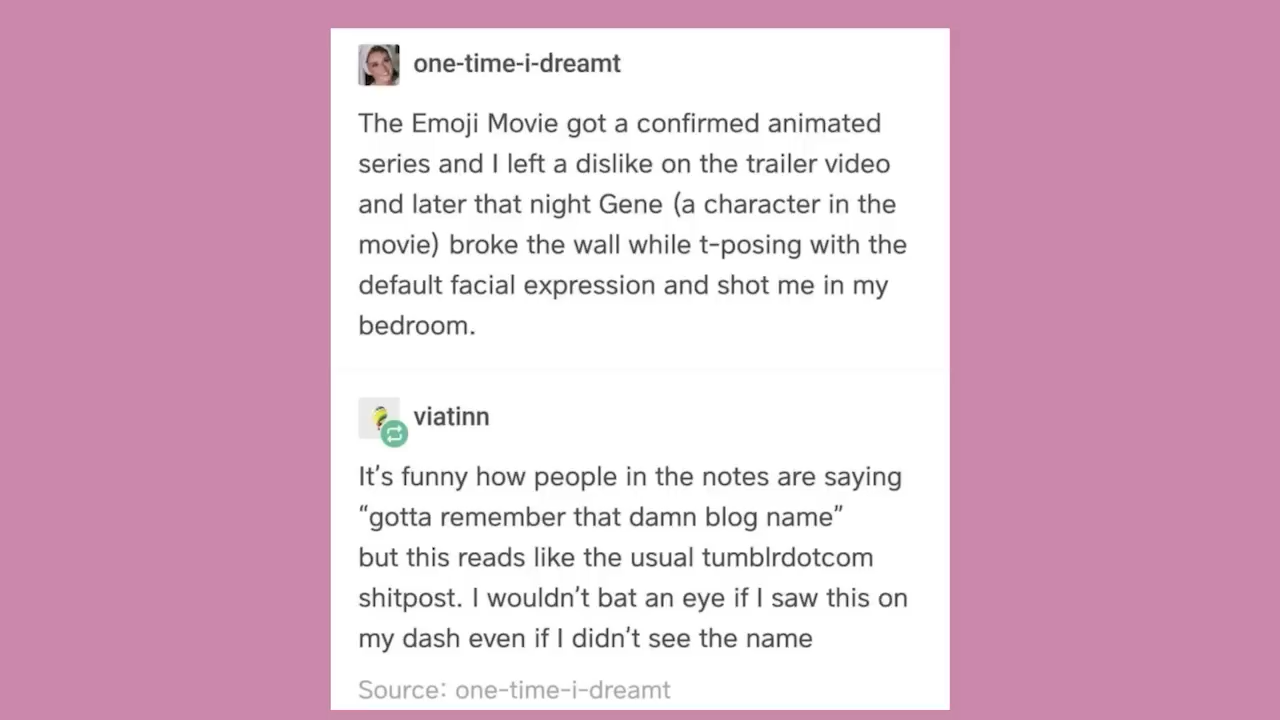 one-time-i-dreamt
The Emoji Movie got a confirmed animated
series and I left a dislike on the trailer video
and later that night Gene (a character in the
movie) broke the wall while t-posing with the
default facial expression and shot me in my
bedroom.
viatinn
It's funny how people in the notes are saying
“gotta remember that damn blog name”
but this reads like the usual tumblrdotcom
shitpost. I wouldn't bat an eye if I saw this on
my dash even if I didn't see the name
Source: one-time-i-dreamt